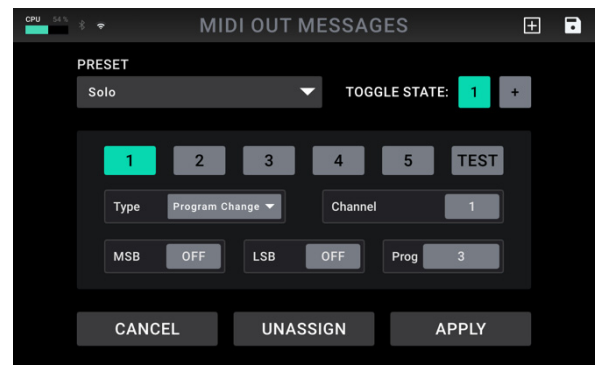 CPU 54%
MIDI OUT MESSAGES
PRESET
Solo
TOGGLE STATE: 1 +
1 2 3 4 5 TEST
Type Program Change Channel 1
MSB OFF LSB OFF Prog 3
CANCEL UNASSIGN APPLY